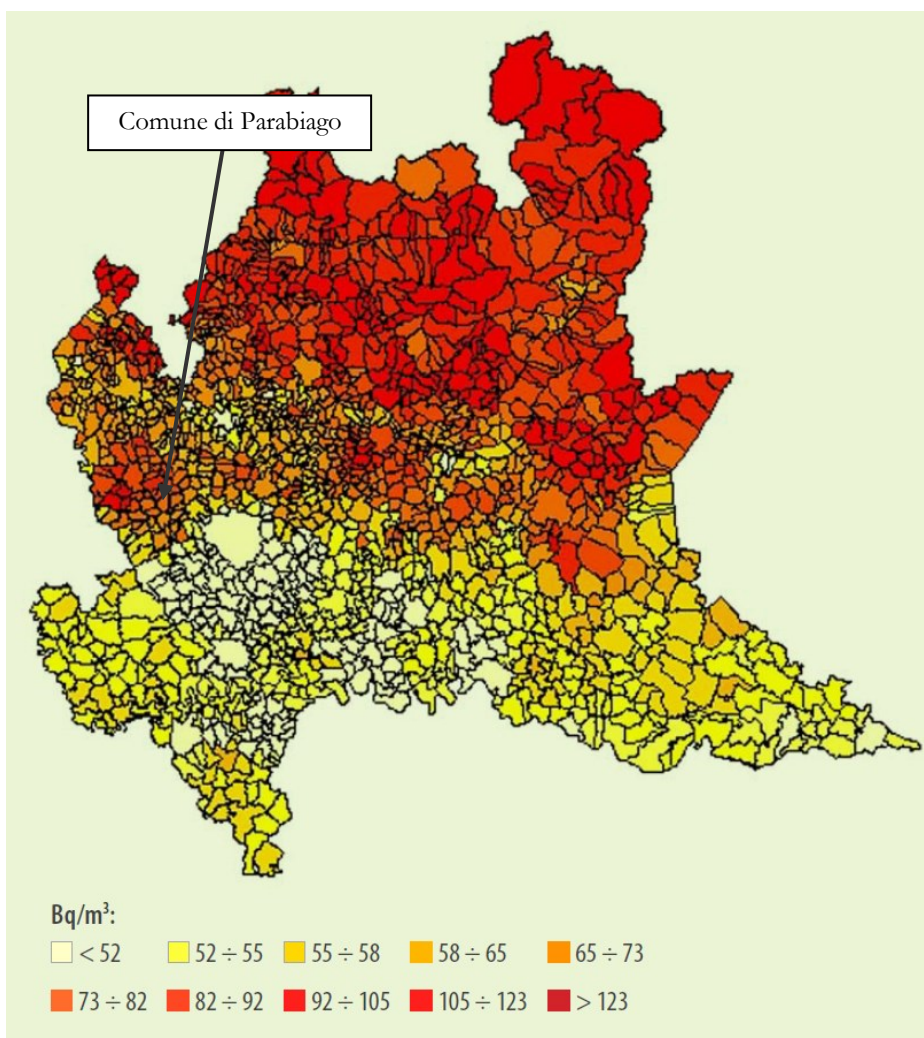 Comune di Parabiago
Bq/m³:
< 52 52 ÷ 55 55 ÷ 58 58 ÷ 65 65 ÷ 73
73 ÷ 82 82 ÷ 92 92 ÷ 105 105 ÷ 123 > 123